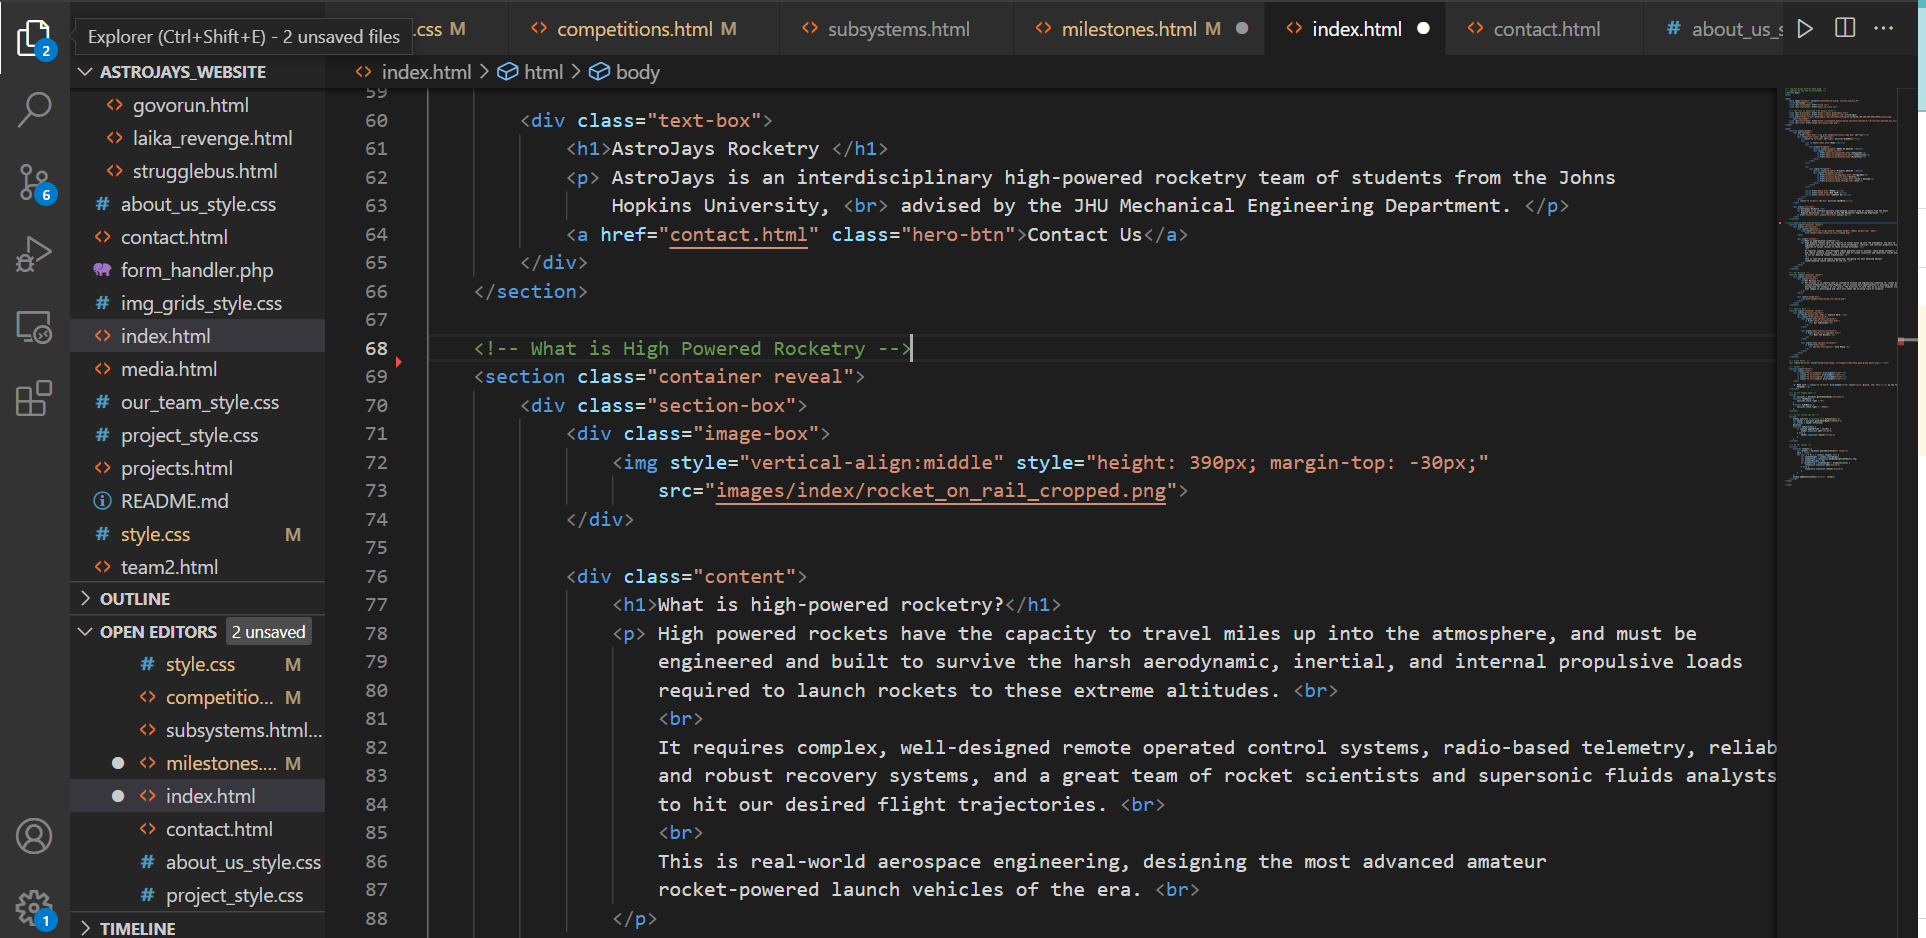 Explorer (Ctrl+Shift+E) - 2 unsaved files
.css M
competitions.html M
subsystems.html
milestones.html M
index.html
contact.html
about_us_s
2
6
1
ASTROJAYS_WEBSITE
govorun.html
laika_revenge.html
strugglebus.html
about_us_style.css
contact.html
form_handler.php
img_grids_style.css
index.html
media.html
our_team_style.css
project_style.css
projects.html
README.md
style.css M
team2.html
OUTLINE
OPEN EDITORS 2 unsaved
style.css M
competitio... M
subsystems.html...
milestones.... M
index.html
contact.html
about_us_style.css
project_style.css
TIMELINE
index.html > html > body
59
60 <div class="text-box">
61 <h1>AstroJays Rocketry </h1>
62 <p> AstroJays is an interdisciplinary high-powered rocketry team of students from the Johns
63 Hopkins University, <br> advised by the JHU Mechanical Engineering Department. </p>
64 <a href="contact.html" class="hero-btn">Contact Us</a>
65 </div>
66 </section>
67
68 <!-- What is High Powered Rocketry -->
69 <section class="container reveal">
70 <div class="section-box">
71 <div class="image-box">
72 <img style="vertical-align:middle" style="height: 390px; margin-top: -30px;"
73 src="images/index/rocket_on_rail_cropped.png">
74 </div>
75
76 <div class="content">
77 <h1>What is high-powered rocketry?</h1>
78 <p> High powered rockets have the capacity to travel miles up into the atmosphere, and must be
79 engineered and built to survive the harsh aerodynamic, inertial, and internal propulsive loads
80 required to launch rockets to these extreme altitudes. <br>
81 <br>
82 It requires complex, well-designed remote operated control systems, radio-based telemetry, reliab
83 and robust recovery systems, and a great team of rocket scientists and supersonic fluids analysts
84 to hit our desired flight trajectories. <br>
85 <br>
86 This is real-world aerospace engineering, designing the most advanced amateur
87 rocket-powered launch vehicles of the era. <br>
88 </p>